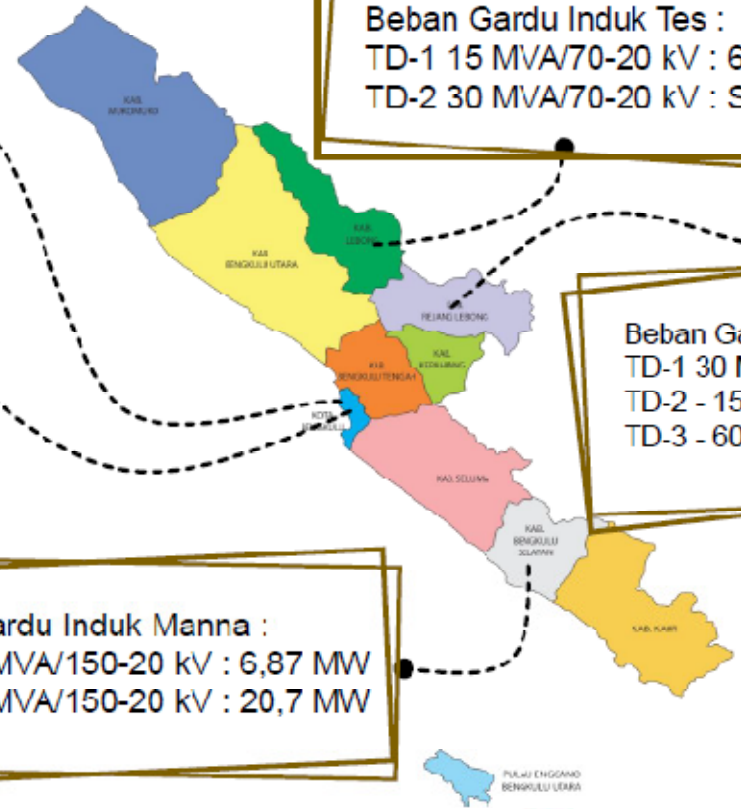 Beban Gardu Induk Tes :
TD-1 15 MVA/70-20 kV : 6
TD-2 30 MVA/70-20 kV : S
KAB.
MUKOMUKO
KAB.
LEBONG
KAB.
BENGKULU UTARA
KAB.
REJANG LEBONG
Beban Ga
TD-1 30 M
TD-2 - 15
TD-3 - 60
KAB.
KAB.
BENGKULU TENGAH
KOTA
BENGKULU
KAB. SELUMA
KAB.
BENGKULU
SELATAN
KAB. KAUR
ardu Induk Manna :
MVA/150-20 kV : 6,87 MW
MVA/150-20 kV : 20,7 MW
PULAU ENGGANO
BENGKULU UTARA